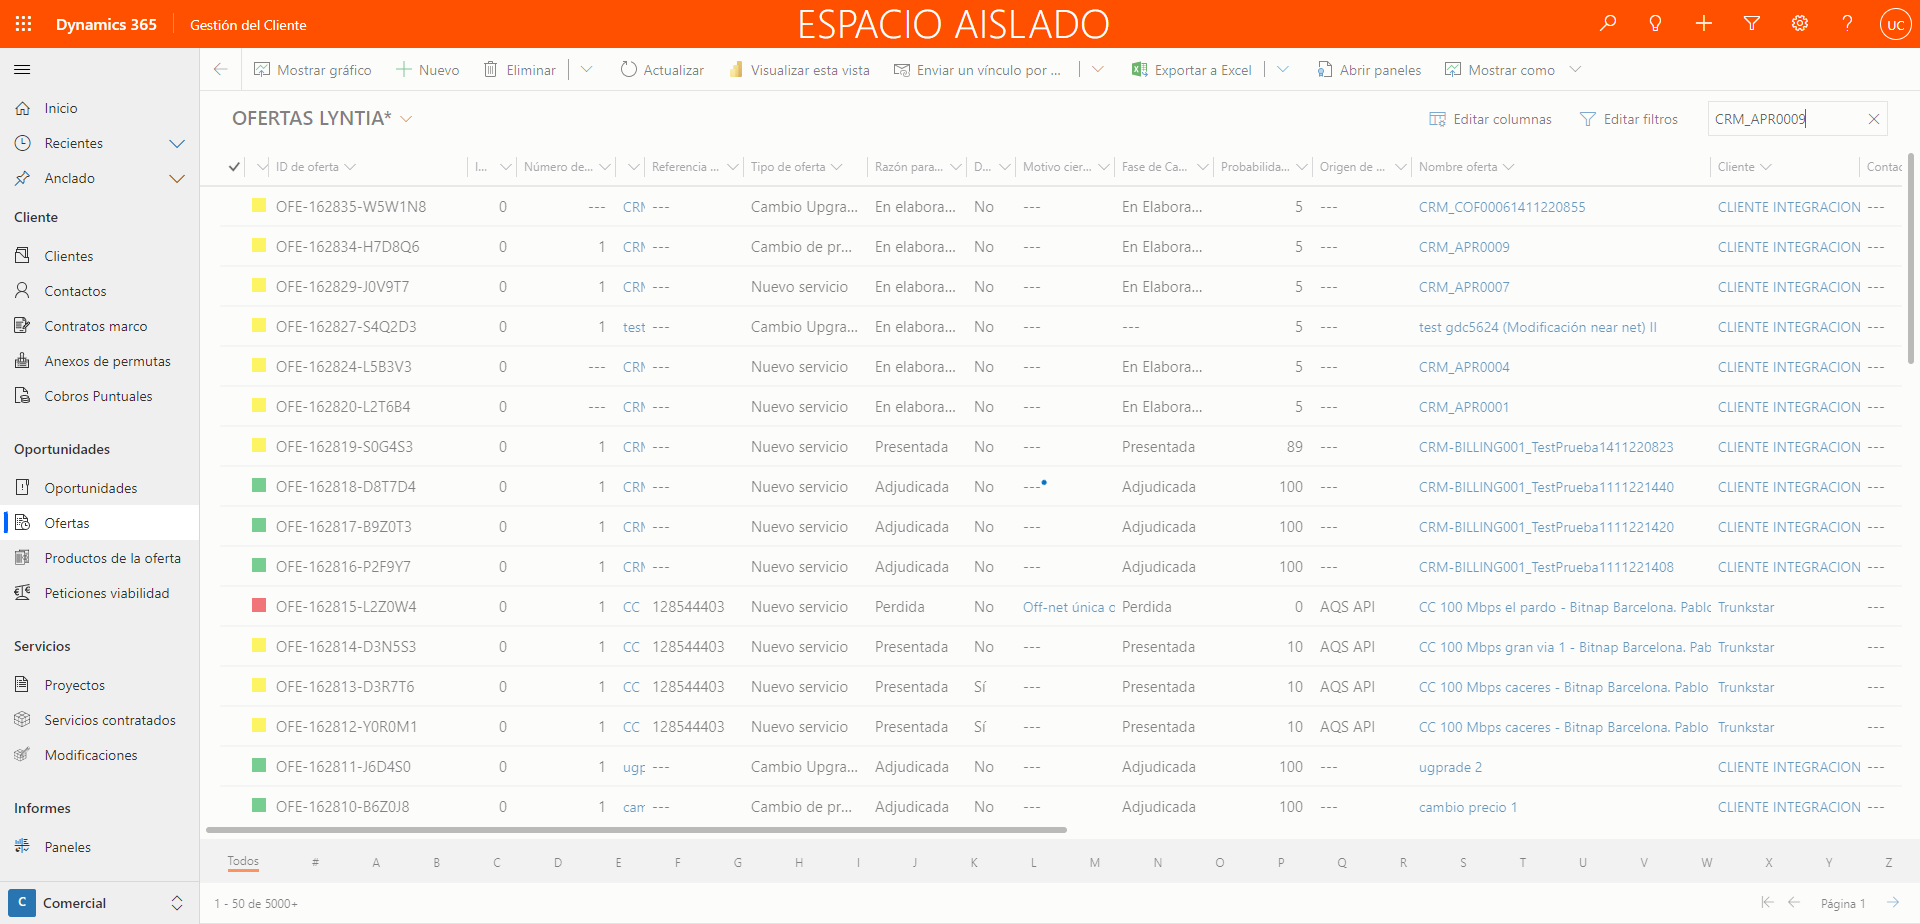 Dynamics 365 Gestión del Cliente ESPACIO AISLADO UC
Mostrar gráfico Nuevo Eliminar Actualizar Visualizar esta vista Enviar un vínculo por ... Exportar a Excel Abrir paneles Mostrar como
Inicio
Recientes
Anclado
Cliente
Clientes
Contactos
Contratos marco
Anexos de permutas
Cobros Puntuales
Oportunidades
Oportunidades
Ofertas
Productos de la oferta
Peticiones viabilidad
Servicios
Proyectos
Servicios contratados
Modificaciones
Informes
Paneles
C Comercial
OFERTAS LYNTIA* Editar columnas Editar filtros CRM_APR0009
ID de oferta I... Número de... Referencia ... Tipo de oferta Razón para... D... Motivo cier... Fase de Ca... Probabilida... Origen de ... Nombre oferta Cliente Contac
OFE-162835-W5W1N8 0 --- CRM --- Cambio Upgra... En elabora... No --- En Elabora... 5 --- CRM_COF00061411220855 CLIENTE INTEGRACION ---
OFE-162834-H7D8Q6 0 1 CRM --- Cambio de pr... En elabora... No --- En Elabora... 5 --- CRM_APR0009 CLIENTE INTEGRACION ---
OFE-162829-J0V9T7 0 1 CRM --- Nuevo servicio En elabora... No --- En Elabora... 5 --- CRM_APR0007 CLIENTE INTEGRACION ---
OFE-162827-S4Q2D3 0 1 test --- Cambio Upgra... En elabora... No --- --- 5 --- test gdc5624 (Modificación near net) II CLIENTE INTEGRACION ---
OFE-162824-L5B3V3 0 --- CRM --- Nuevo servicio En elabora... No --- En Elabora... 5 --- CRM_APR0004 CLIENTE INTEGRACION ---
OFE-162820-L2T6B4 0 --- CRM --- Nuevo servicio En elabora... No --- En Elabora... 5 --- CRM_APR0001 CLIENTE INTEGRACION ---
OFE-162819-S0G4S3 0 1 CRM --- Nuevo servicio Presentada No --- Presentada 89 --- CRM-BILLING001_TestPrueba1411220823 CLIENTE INTEGRACION ---
OFE-162818-D8T7D4 0 1 CRM --- Nuevo servicio Adjudicada No --- Adjudicada 100 --- CRM-BILLING001_TestPrueba1111221440 CLIENTE INTEGRACION ---
OFE-162817-B9Z0T3 0 1 CRM --- Nuevo servicio Adjudicada No --- Adjudicada 100 --- CRM-BILLING001_TestPrueba1111221420 CLIENTE INTEGRACION ---
OFE-162816-P2F9Y7 0 1 CRM --- Nuevo servicio Adjudicada No --- Adjudicada 100 --- CRM-BILLING001_TestPrueba1111221408 CLIENTE INTEGRACION ---
OFE-162815-L2Z0W4 0 1 CC 128544403 Nuevo servicio Perdida No Off-net única o Perdida 0 AQS API CC 100 Mbps el pardo - Bitnap Barcelona. Pablo Trunkstar ---
OFE-162814-D3N5S3 0 1 CC 128544403 Nuevo servicio Presentada No --- Presentada 10 AQS API CC 100 Mbps gran via 1 - Bitnap Barcelona. Pab Trunkstar ---
OFE-162813-D3R7T6 0 1 CC 128544403 Nuevo servicio Presentada Sí --- Presentada 10 AQS API CC 100 Mbps caceres - Bitnap Barcelona. Pablo Trunkstar ---
OFE-162812-Y0R0M1 0 1 CC 128544403 Nuevo servicio Presentada Sí --- Presentada 10 AQS API CC 100 Mbps caceres - Bitnap Barcelona. Pablo Trunkstar ---
OFE-162811-J6D4S0 0 1 ugp --- Cambio Upgra... Adjudicada No --- Adjudicada 100 --- ugprade 2 CLIENTE INTEGRACION ---
OFE-162810-B6Z0J8 0 1 cam --- Cambio de pr... Adjudicada No --- Adjudicada 100 --- cambio precio 1 CLIENTE INTEGRACION ---
Todos # A B C D E F G H I J K L M N O P Q R S T U V W X Y Z
1 - 50 de 5000+ Página 1